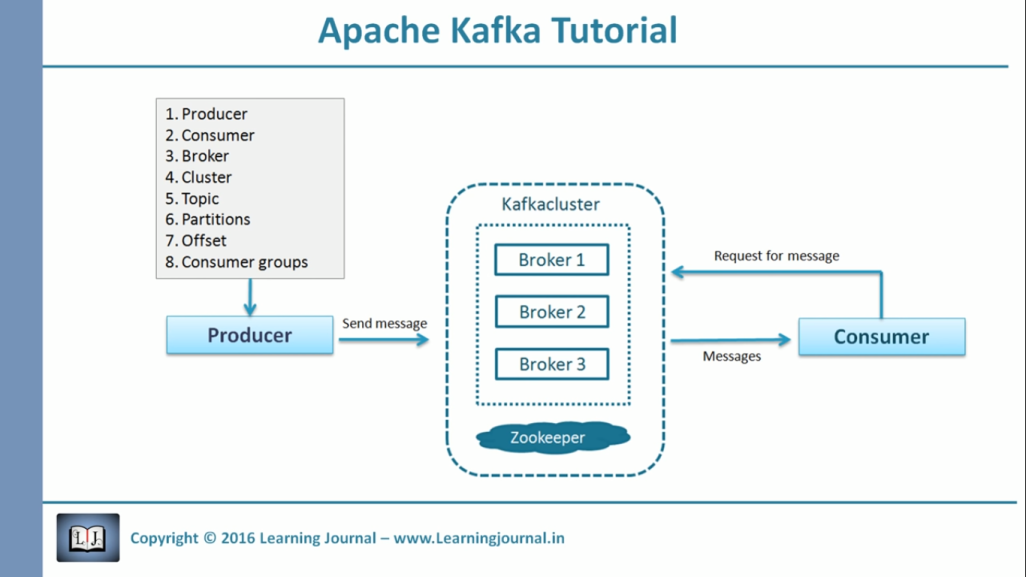 Apache Kafka Tutorial
1. Producer
2. Consumer
3. Broker
4. Cluster
5. Topic
6. Partitions
7. Offset
8. Consumer groups
Producer
Send message
Kafkacluster
Broker 1
Broker 2
Broker 3
Zookeeper
Request for message
Messages
Consumer
L J
Copyright © 2016 Learning Journal – www.Learningjournal.in